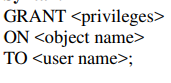 GRANT <privileges>
ON <object name>
TO <user name>;